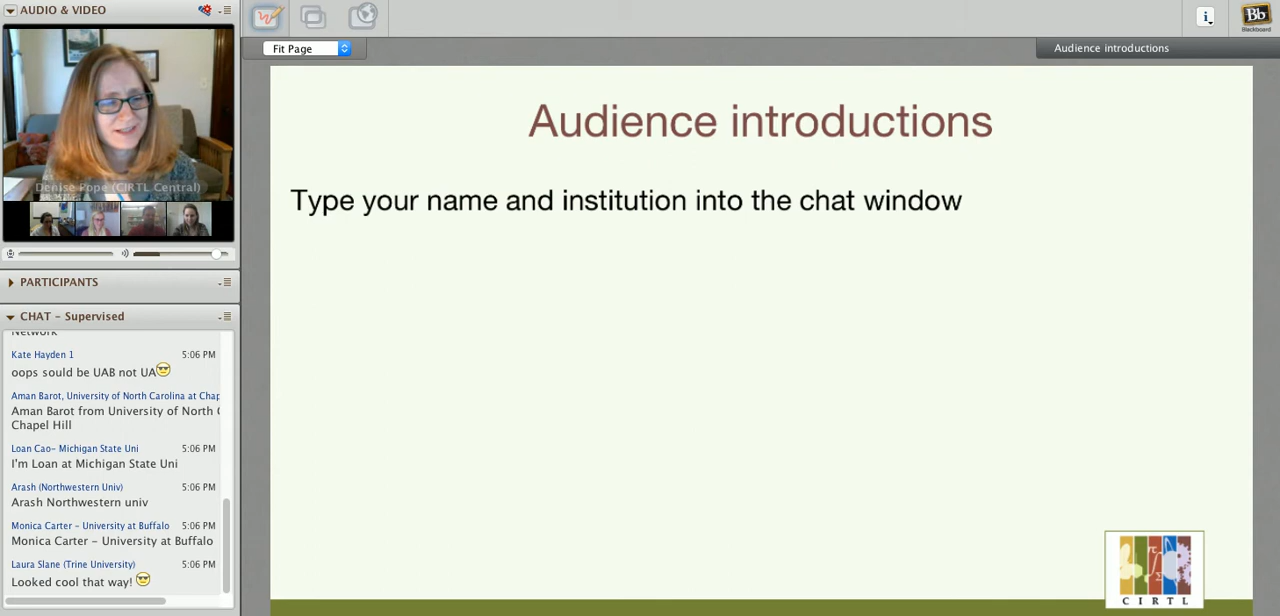 AUDIO & VIDEO
Denise Pope (CIRTL Central)
PARTICIPANTS
CHAT – Supervised
Network
Kate Hayden 1 5:06 PM
oops sould be UAB not UA
Aman Barot, University of North Carolina at Chap
Aman Barot from University of North C
Chapel Hill
Loan Cao– Michigan State Uni 5:06 PM
I'm Loan at Michigan State Uni
Arash (Northwestern Univ) 5:06 PM
Arash Northwestern univ
Monica Carter – University at Buffalo 5:06 PM
Monica Carter – University at Buffalo
Laura Slane (Trine University) 5:06 PM
Looked cool that way!
i
Bb
Blackboard
Fit Page
Audience introductions
Audience introductions
Type your name and institution into the chat window
CIRTL